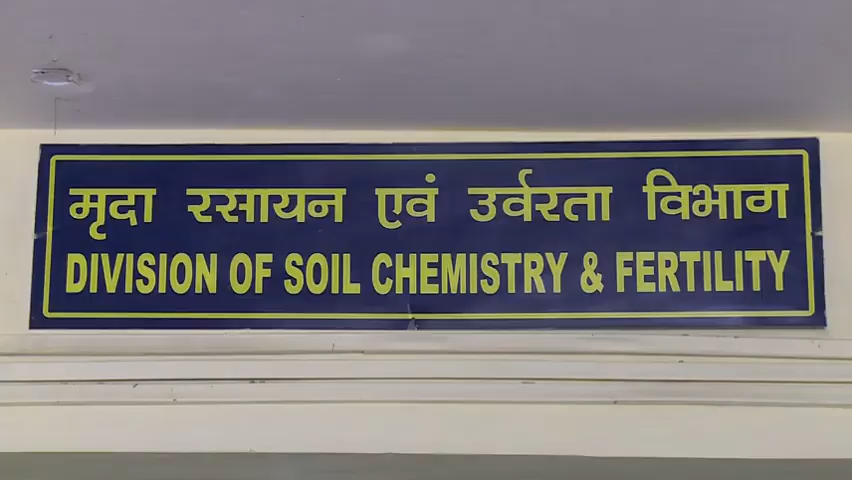 मृदा रसायन एवं उर्वरता विभाग
DIVISION OF SOIL CHEMISTRY & FERTILITY